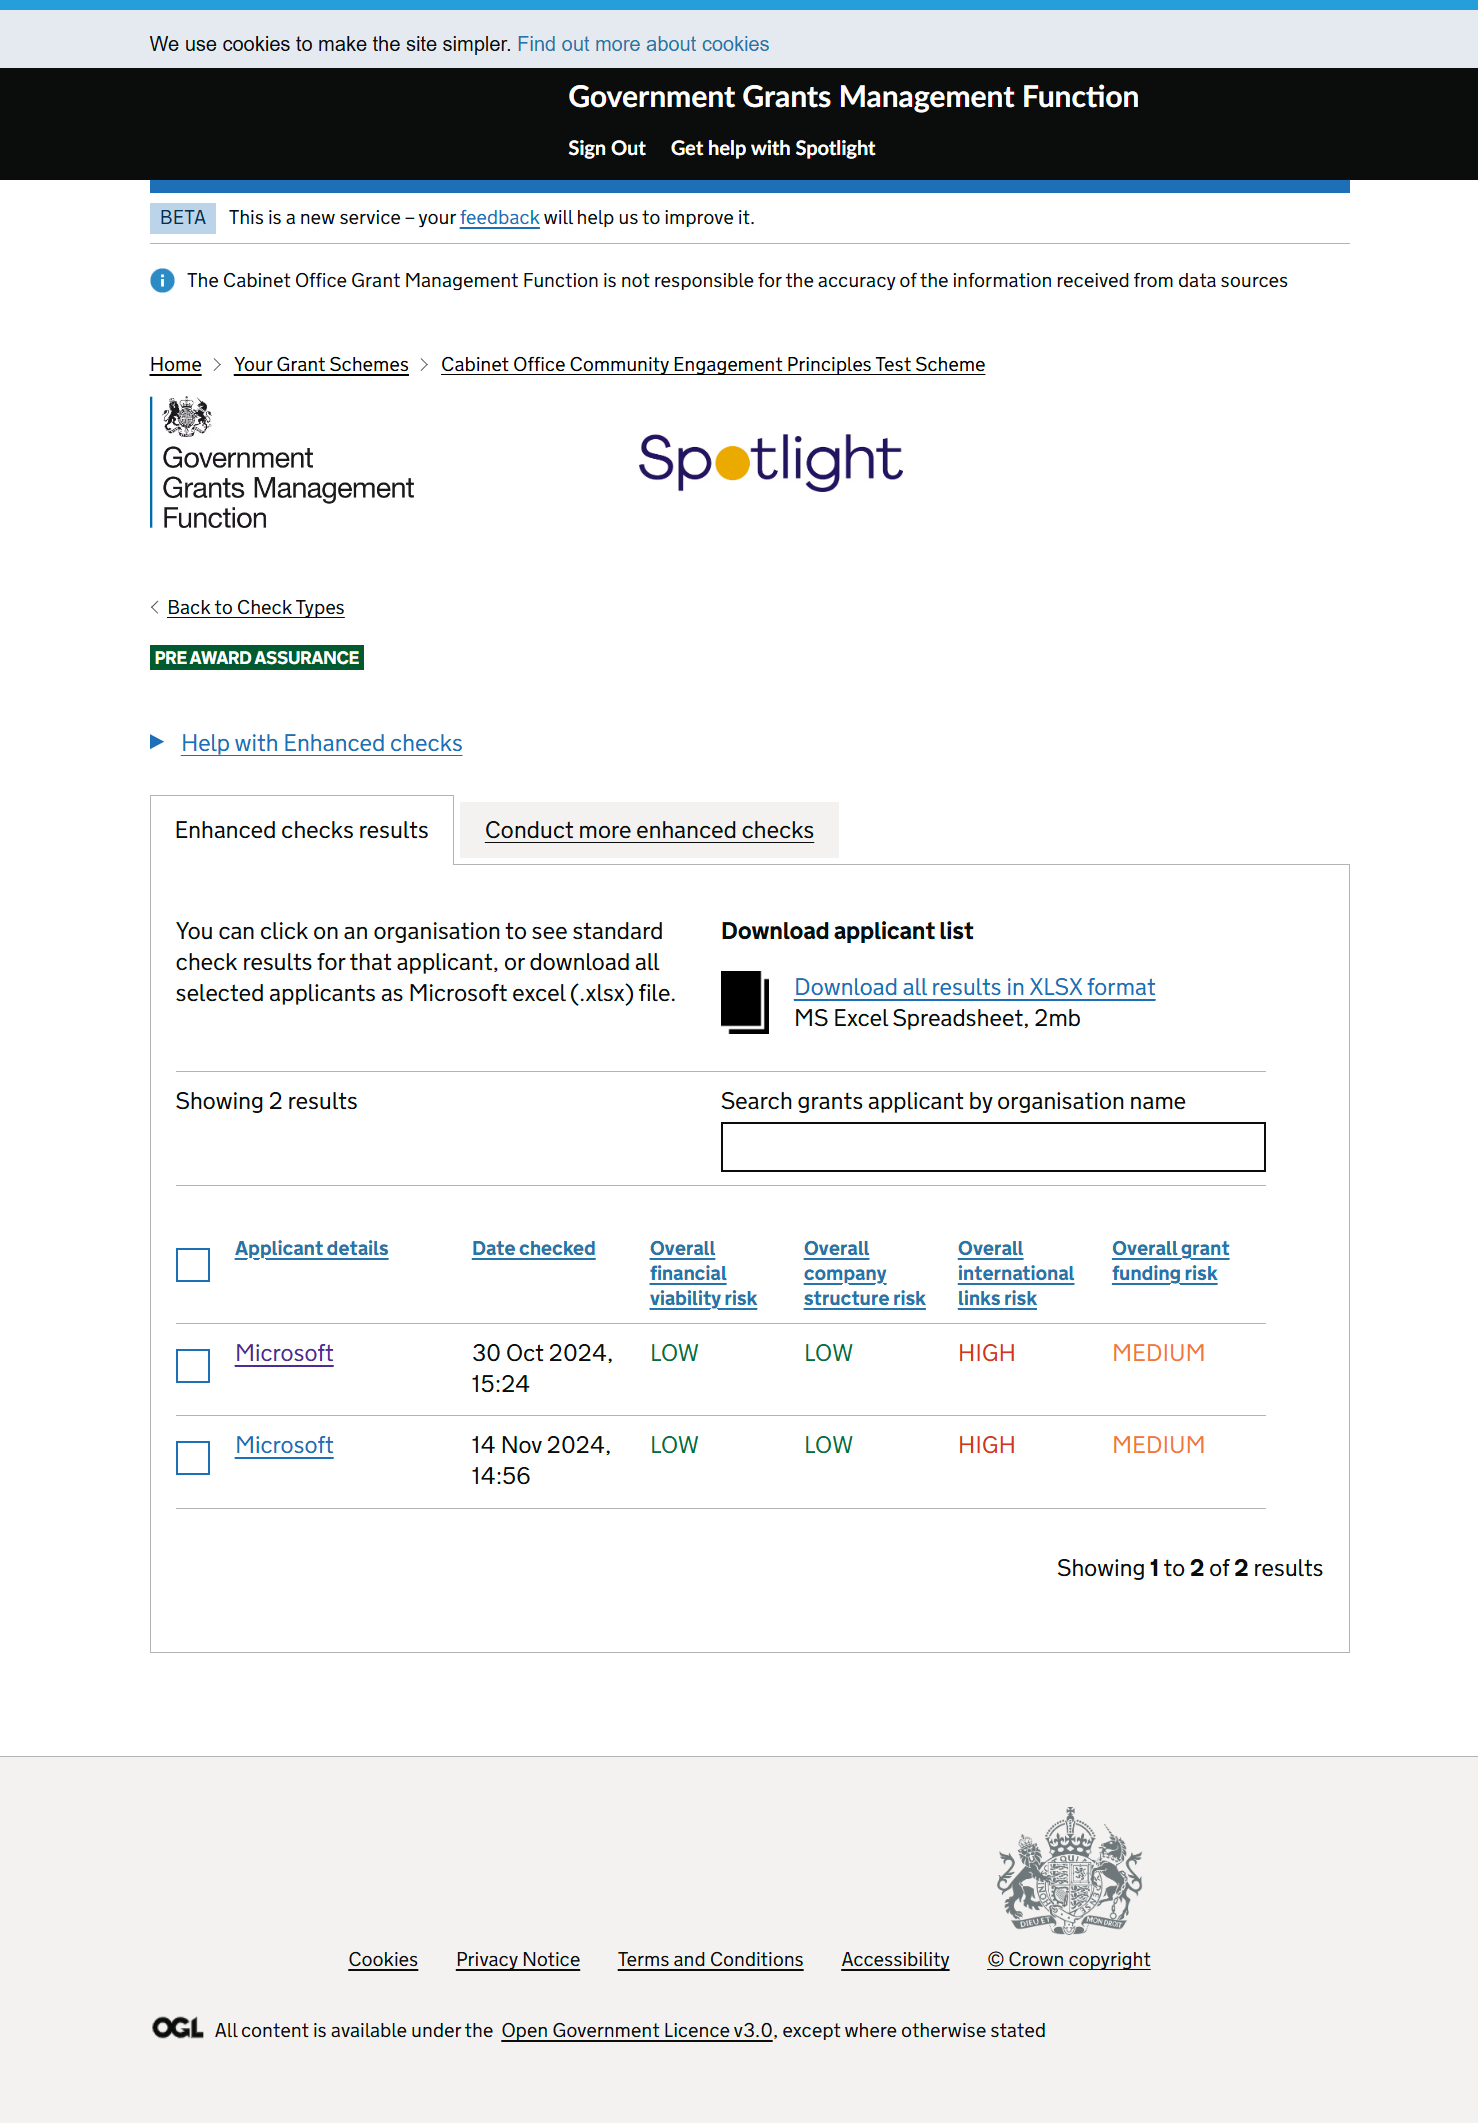 We use cookies to make the site simpler. Find out more about cookies
Government Grants Management Function
Sign Out Get help with Spotlight
BETA This is a new service – your feedback will help us to improve it.
The Cabinet Office Grant Management Function is not responsible for the accuracy of the information received from data sources
Home Your Grant Schemes Cabinet Office Community Engagement Principles Test Scheme
Government
Grants Management
Function
Spotlight
Back to Check Types
PRE AWARD ASSURANCE
Help with Enhanced checks
Enhanced checks results Conduct more enhanced checks
You can click on an organisation to see standard
check results for that applicant, or download all
selected applicants as Microsoft excel (.xlsx) file.
Download applicant list
Download all results in XLSX format
MS Excel Spreadsheet, 2mb
Showing 2 results
Search grants applicant by organisation name
Applicant details
Date checked
Overall
financial
viability risk
Overall
company
structure risk
Overall
international
links risk
Overall grant
funding risk
Microsoft
30 Oct 2024,
15:24
LOW
LOW
HIGH
MEDIUM
Microsoft
14 Nov 2024,
14:56
LOW
LOW
HIGH
MEDIUM
Showing 1 to 2 of 2 results
DIEU ET MON DROIT
Cookies Privacy Notice Terms and Conditions Accessibility © Crown copyright
OGL All content is available under the Open Government Licence v3.0, except where otherwise stated